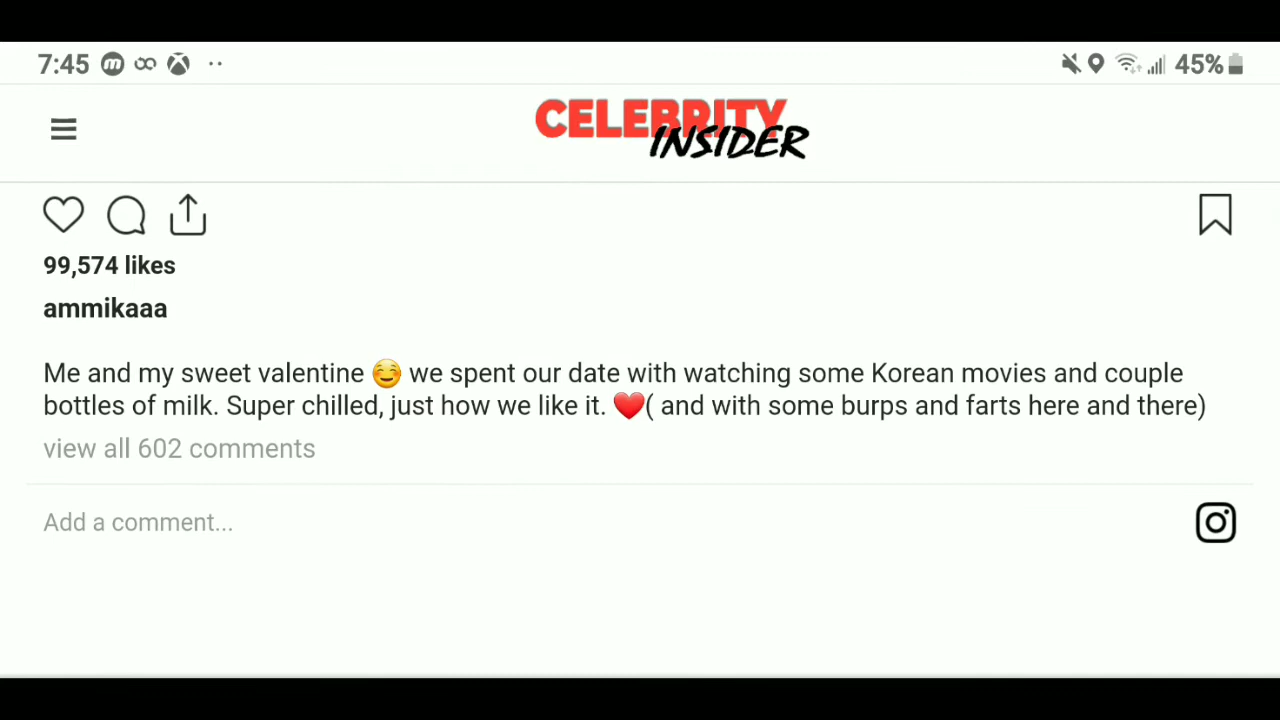 7:45 45%
CELEBRITY
INSIDER
99,574 likes
ammikaaa
Me and my sweet valentine ☺️ we spent our date with watching some Korean movies and couple
bottles of milk. Super chilled, just how we like it. ❤️( and with some burps and farts here and there)
view all 602 comments
Add a comment...